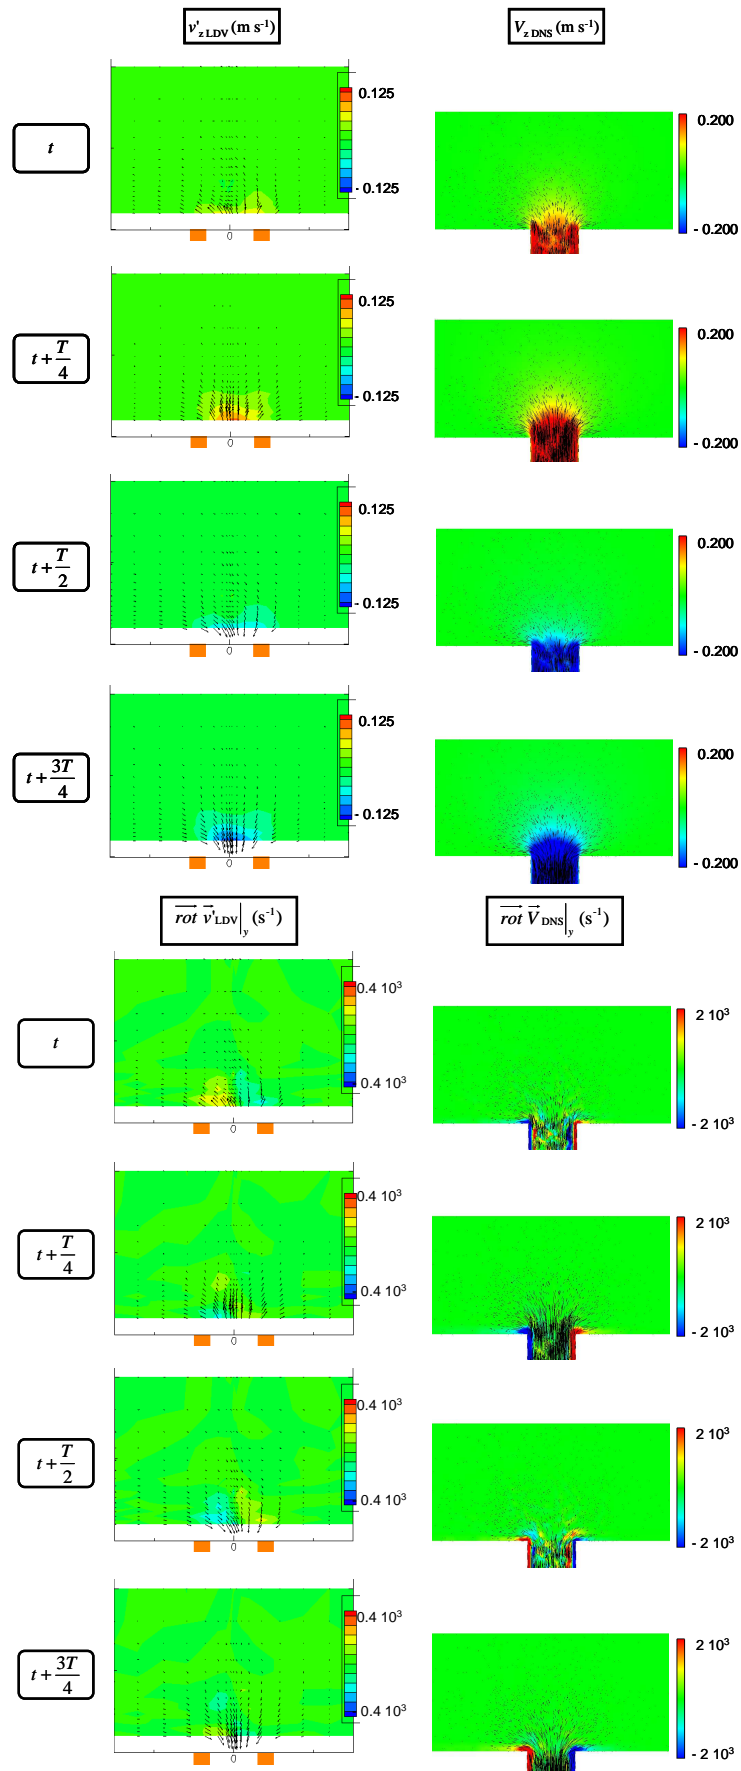 v'z LDV (m s-1) Vz DNS (m s-1)
t
0.125
- 0.125
0
0.200
- 0.200
t + T/4
0.125
- 0.125
0
0.200
- 0.200
t + T/2
0.125
- 0.125
0
0.200
- 0.200
t + 3T/4
0.125
- 0.125
0
0.200
- 0.200
rot v'LDV|y (s-1) rot VDNS|y (s-1)
t
0.4 10³
0.4 10³
0
2 10³
- 2 10³
t + T/4
0.4 10³
0.4 10³
0
2 10³
- 2 10³
t + T/2
0.4 10³
0.4 10³
0
2 10³
- 2 10³
t + 3T/4
0.4 10³
0.4 10³
0
2 10³
- 2 10³